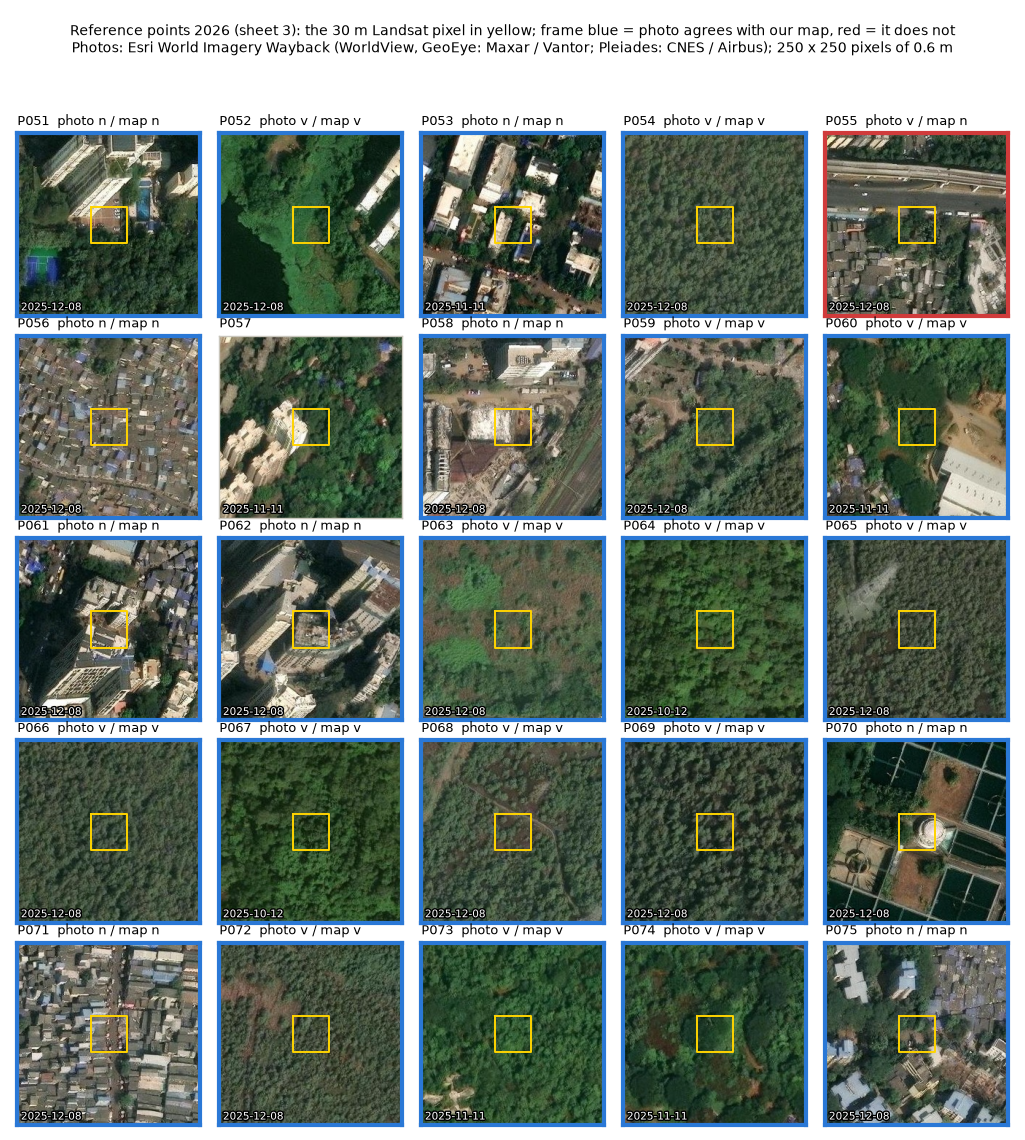 Reference points 2026 (sheet 3): the 30 m Landsat pixel in yellow; frame blue = photo agrees with our map, red = it does not
Photos: Esri World Imagery Wayback (WorldView, GeoEye: Maxar / Vantor; Pleiades: CNES / Airbus); 250 x 250 pixels of 0.6 m
P051 photo n / map n
P052 photo v / map v
P053 photo n / map n
P054 photo v / map v
P055 photo v / map n
2025-12-08
2025-12-08
2025-11-11
2025-12-08
2025-12-08
P056 photo n / map n
P057
P058 photo n / map n
P059 photo v / map v
P060 photo v / map v
2025-12-08
2025-11-11
2025-12-08
2025-12-08
2025-11-11
P061 photo n / map n
P062 photo n / map n
P063 photo v / map v
P064 photo v / map v
P065 photo v / map v
2025-12-08
2025-12-08
2025-12-08
2025-10-12
2025-12-08
P066 photo v / map v
P067 photo v / map v
P068 photo v / map v
P069 photo v / map v
P070 photo n / map n
2025-12-08
2025-10-12
2025-12-08
2025-12-08
2025-12-08
P071 photo n / map n
P072 photo v / map v
P073 photo v / map v
P074 photo v / map v
P075 photo n / map n
2025-12-08
2025-12-08
2025-11-11
2025-11-11
2025-12-08